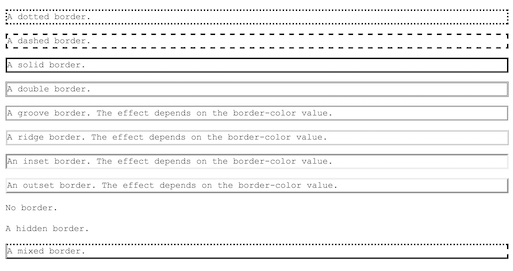 A dotted border.
A dashed border.
A solid border.
A double border.
A groove border. The effect depends on the border-color value.
A ridge border. The effect depends on the border-color value.
An inset border. The effect depends on the border-color value.
An outset border. The effect depends on the border-color value.
No border.
A hidden border.
A mixed border.